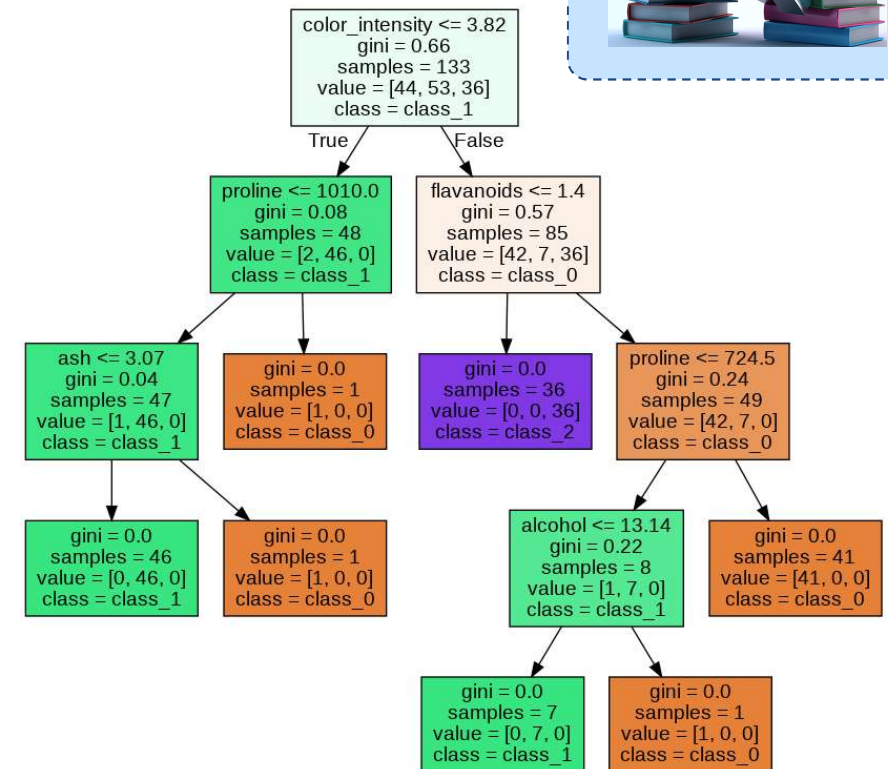 color_intensity <= 3.82
gini = 0.66
samples = 133
value = [44, 53, 36]
class = class_1
True
False
proline <= 1010.0
gini = 0.08
samples = 48
value = [2, 46, 0]
class = class_1
flavanoids <= 1.4
gini = 0.57
samples = 85
value = [42, 7, 36]
class = class_0
ash <= 3.07
gini = 0.04
samples = 47
value = [1, 46, 0]
class = class_1
gini = 0.0
samples = 1
value = [1, 0, 0]
class = class_0
gini = 0.0
samples = 36
value = [0, 0, 36]
class = class_2
proline <= 724.5
gini = 0.24
samples = 49
value = [42, 7, 0]
class = class_0
gini = 0.0
samples = 46
value = [0, 46, 0]
class = class_1
gini = 0.0
samples = 1
value = [1, 0, 0]
class = class_0
alcohol <= 13.14
gini = 0.22
samples = 8
value = [1, 7, 0]
class = class_1
gini = 0.0
samples = 41
value = [41, 0, 0]
class = class_0
gini = 0.0
samples = 7
value = [0, 7, 0]
class = class_1
gini = 0.0
samples = 1
value = [1, 0, 0]
class = class_0